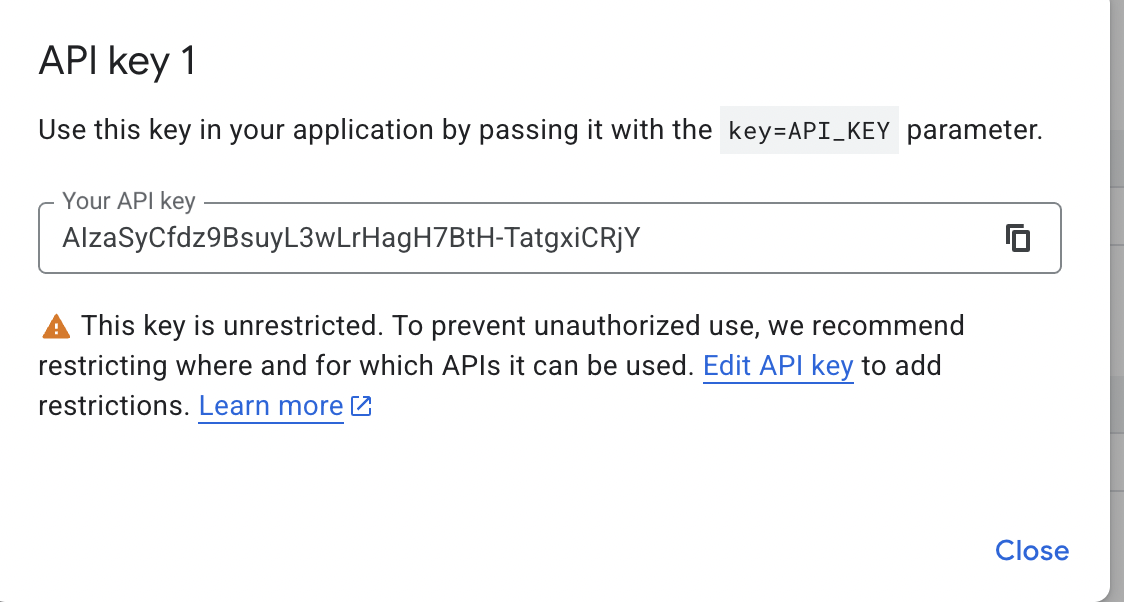 API key 1
Use this key in your application by passing it with the key=API_KEY parameter.
Your API key
AIzaSyCfdz9BsuyL3wLrHagH7BtH-TatgxiCRjY
This key is unrestricted. To prevent unauthorized use, we recommend
restricting where and for which APIs it can be used. Edit API key to add
restrictions. Learn more
Close